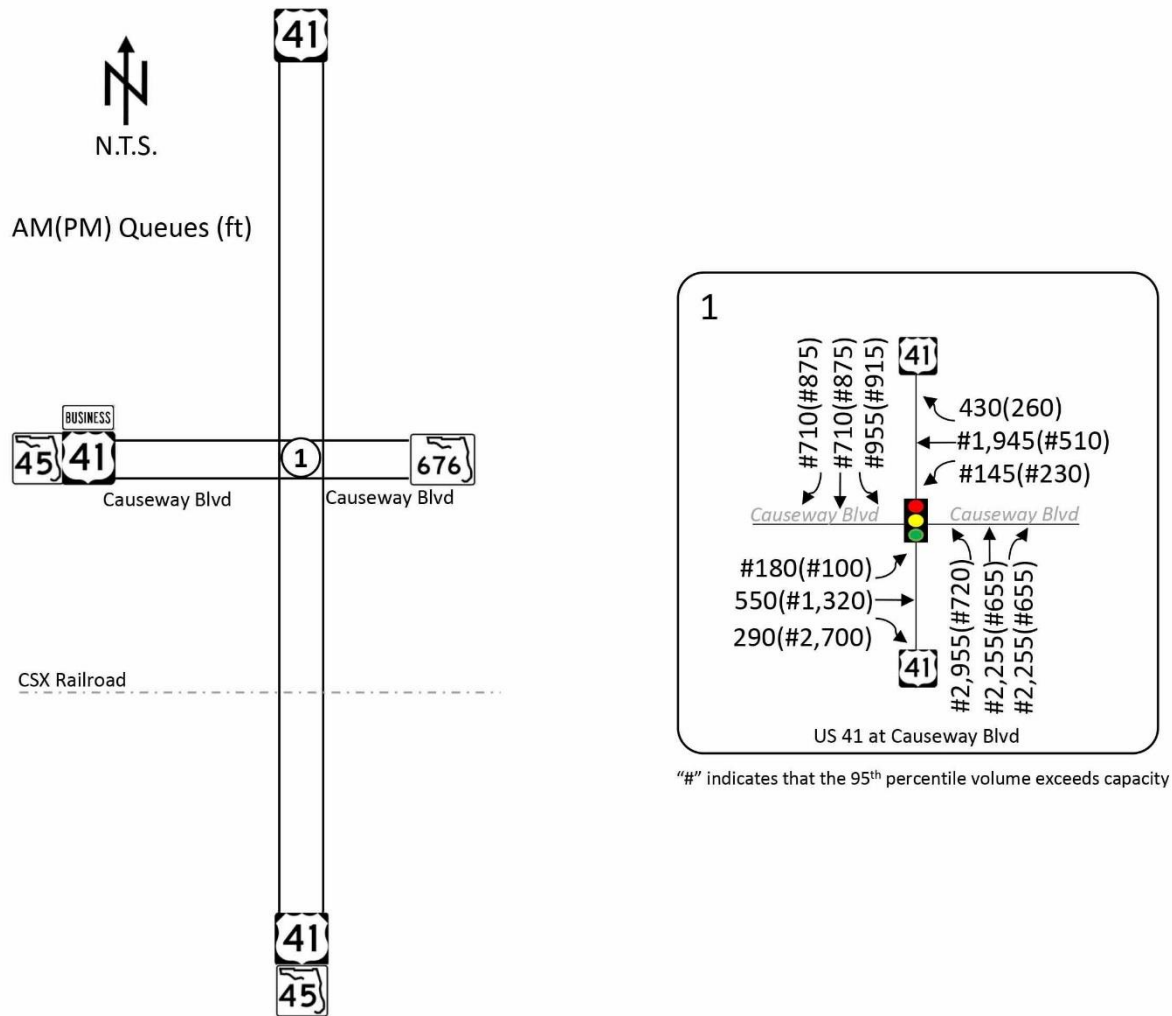 41
N
N.T.S.
AM(PM) Queues (ft)
BUSINESS
45
41
1
676
Causeway Blvd
Causeway Blvd
CSX Railroad
41
45
1
#710(#875)
#710(#875)
#955(#915)
41
430(260)
#1,945(#510)
#145(#230)
Causeway Blvd
Causeway Blvd
#180(#100)
550(#1,320)
290(#2,700)
#2,955(#720)
#2,255(#655)
#2,255(#655)
41
US 41 at Causeway Blvd
"#" indicates that the 95th percentile volume exceeds capacity